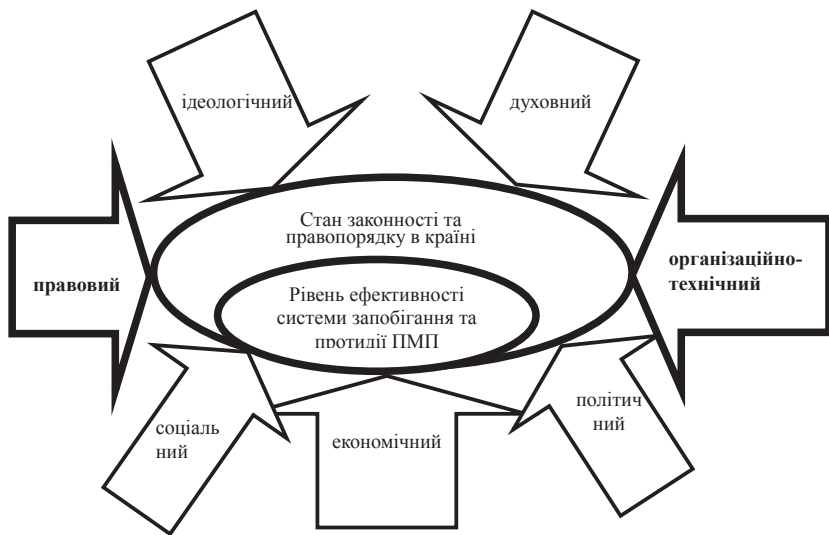 ідеологічний
духовний
Стан законності та
правопорядку в країні
правовий
організаційно-
технічний
Рівень ефективності
системи запобігання та
протидії ПМП
соціаль
ний
економічний
політич
ний